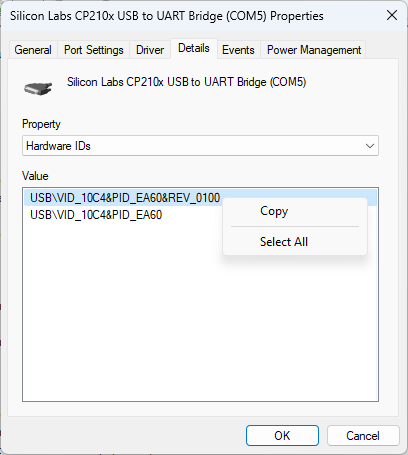 Silicon Labs CP210x USB to UART Bridge (COM5) Properties
General Port Settings Driver Details Events Power Management
Silicon Labs CP210x USB to UART Bridge (COM5)
Property
Hardware IDs
Value
USB\VID_10C4&PID_EA60&REV_0100
USB\VID_10C4&PID_EA60
Copy
Select All
OK Cancel